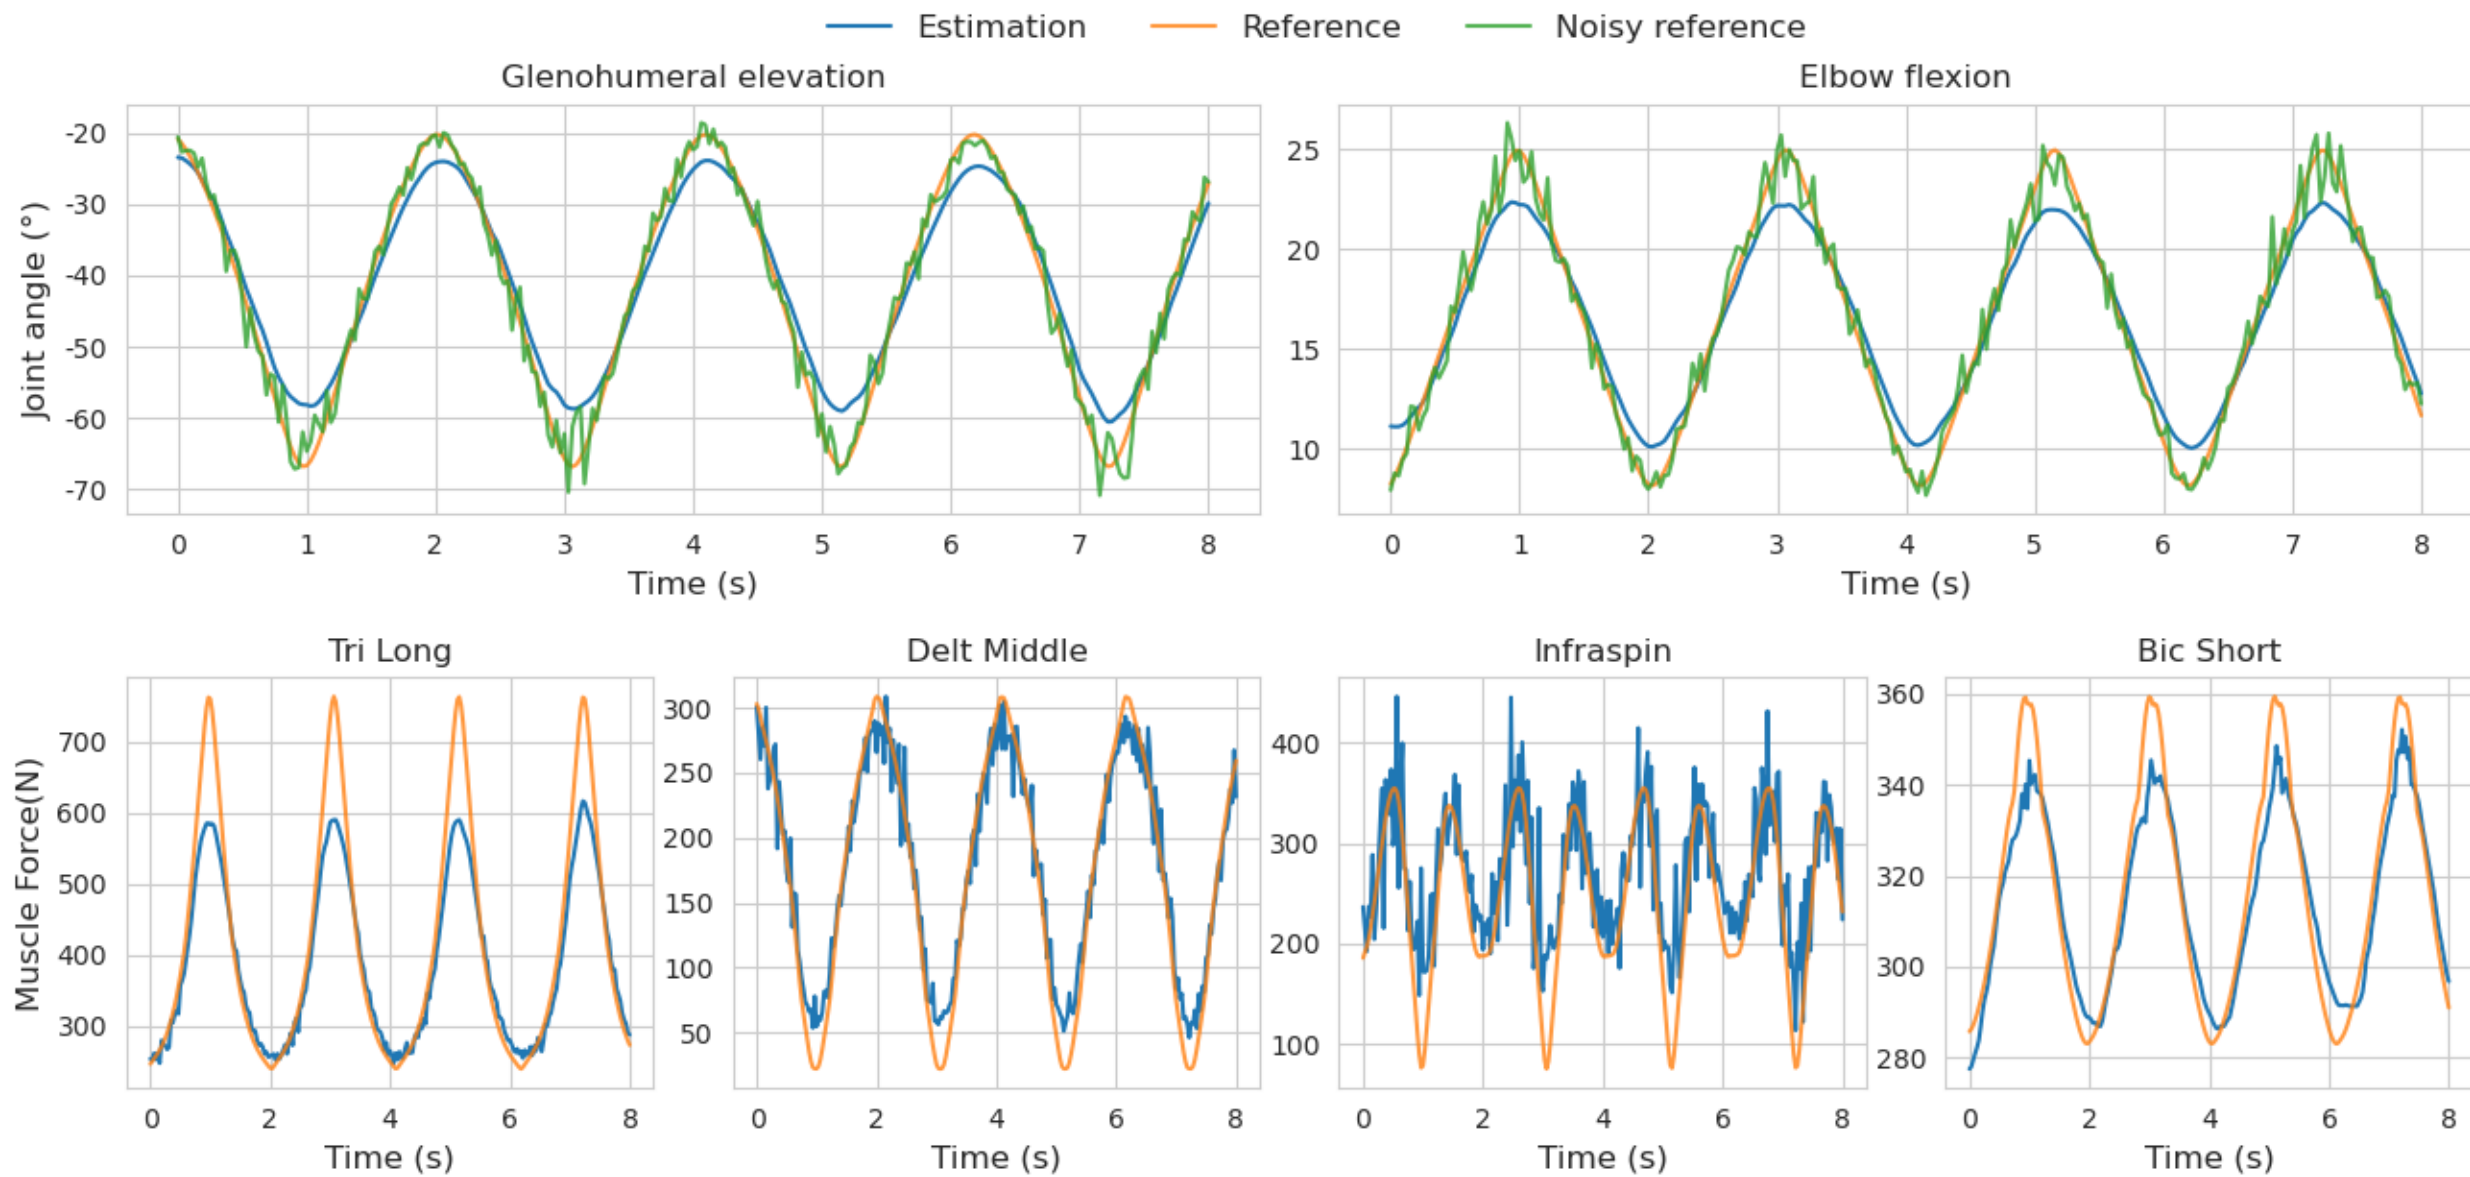 Estimation Reference Noisy reference
Glenohumeral elevation Elbow flexion
Joint angle (°)
-20
-30
-40
-50
-60
-70
0 1 2 3 4 5 6 7 8
Time (s)
25
20
15
10
0 1 2 3 4 5 6 7 8
Time (s)
Tri Long Delt Middle Infraspin Bic Short
Muscle Force(N)
700
600
500
400
300
0 2 4 6 8
Time (s)
300
250
200
150
100
50
0 2 4 6 8
Time (s)
400
300
200
100
0 2 4 6 8
Time (s)
360
340
320
300
280
0 2 4 6 8
Time (s)